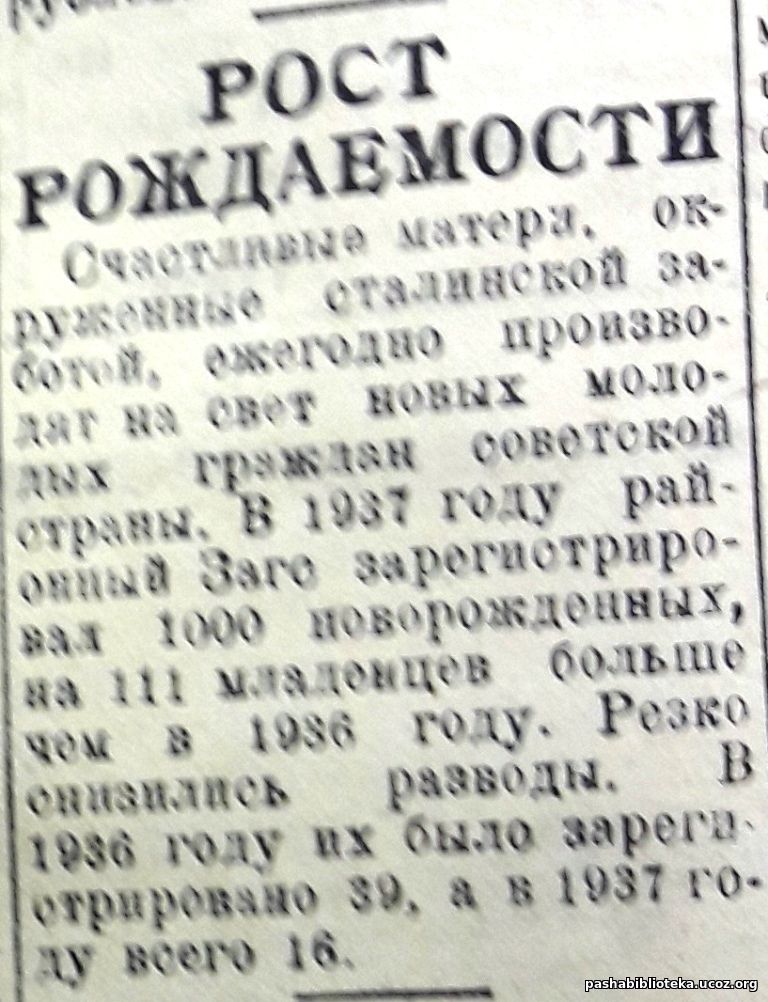 РОСТ
РОЖДАЕМОСТИ
Счастливые матери, ок-
руженные сталинской за-
ботой, ежегодно произво-
дят на свет новых моло-
дых граждан советской
страны. В 1937 году рай-
онный Загс зарегистриро-
вал 1000 новорожденных,
на 111 младенцев больше
чем в 1936 году. Резко
снизились разводы. В
1936 году их было зареги-
стрировано 39, а в 1937 го-
ду всего 16.
pashabiblioteka.ucoz.org